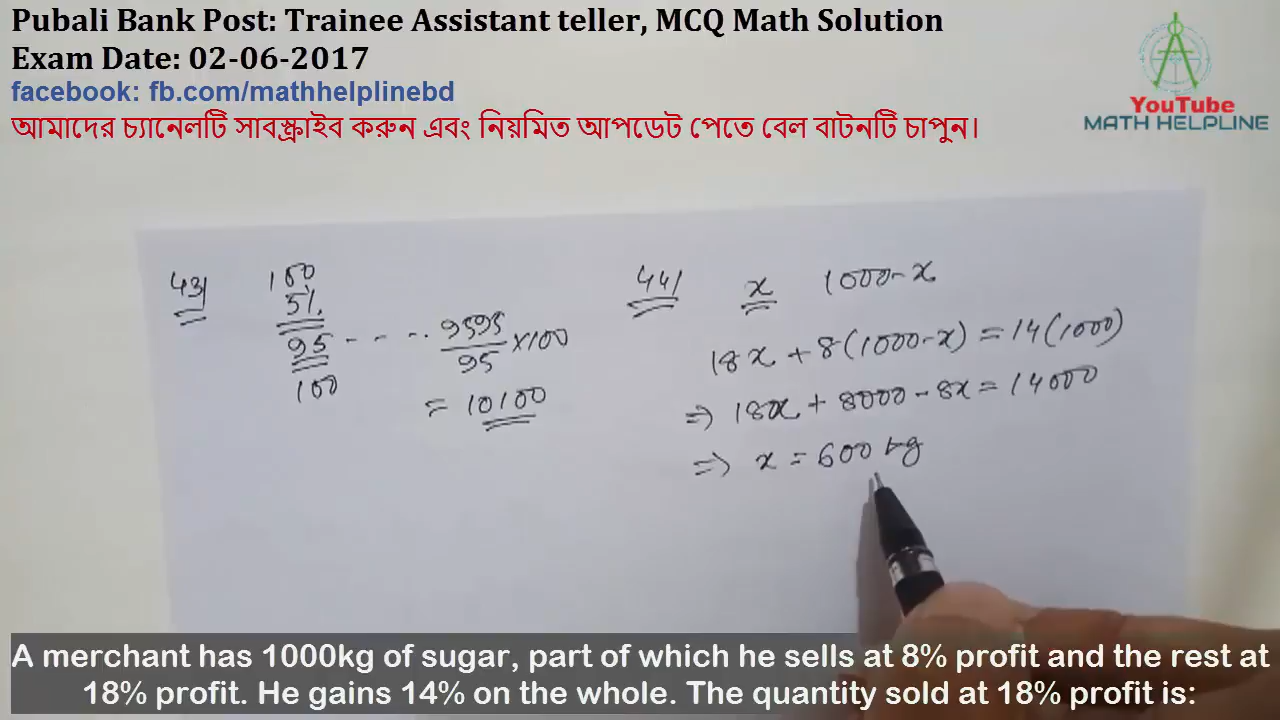 Pubali Bank Post: Trainee Assistant teller, MCQ Math Solution
Exam Date: 02-06-2017
facebook: fb.com/mathhelplinebd
আমাদের চ্যানেলটি সাবস্ক্রাইব করুন এবং নিয়মিত আপডেট পেতে বেল বাটনটি চাপুন।
YouTube
MATH HELPLINE
43/
100
5%
95 - - - . 9595/95 ×100
100
= 10100
44/
x 1000-x
18x + 8(1000-x) = 14(1000)
⇒ 18x + 8000 - 8x = 14000
⇒ x = 600 kg
A merchant has 1000kg of sugar, part of which he sells at 8% profit and the rest at
18% profit. He gains 14% on the whole. The quantity sold at 18% profit is: